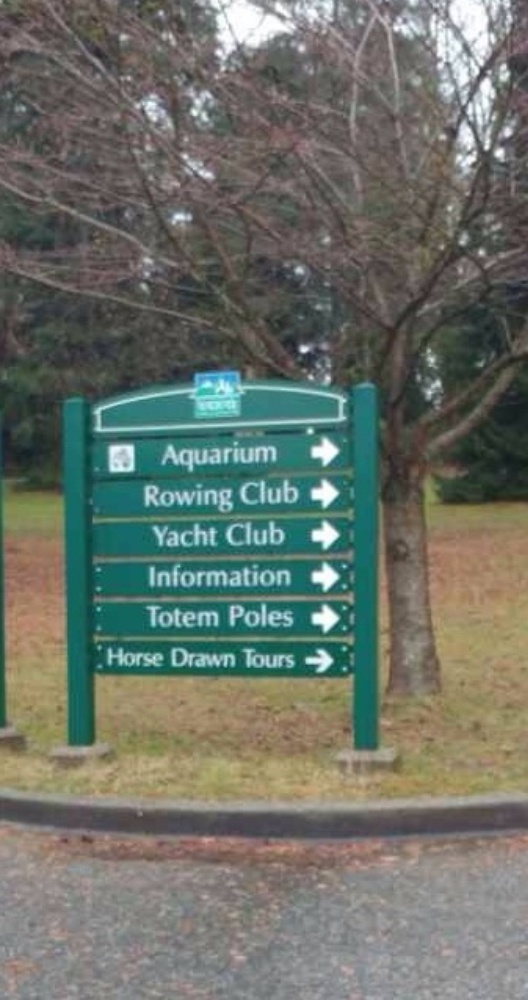 Aquarium
Rowing Club
Yacht Club
Information
Totem Poles
Horse Drawn Tours